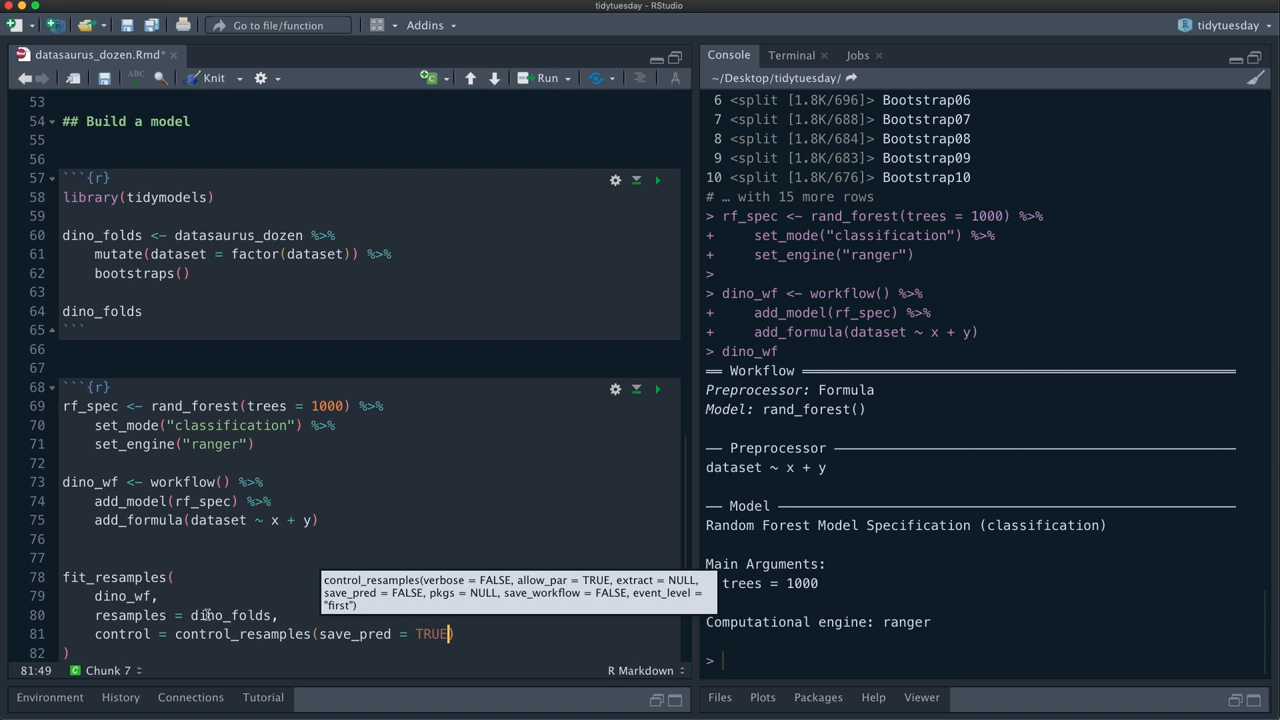 tidytuesday - RStudio
Go to file/function
Addins
tidytuesday
datasaurus_dozen.Rmd*
ABC
Knit
Run
53
54 ## Build a model
55
56
57 ```{r}
58 library(tidymodels)
59
60 dino_folds <- datasaurus_dozen %>%
61 mutate(dataset = factor(dataset)) %>%
62 bootstraps()
63
64 dino_folds
65 ```
66
67
68 ```{r}
69 rf_spec <- rand_forest(trees = 1000) %>%
70 set_mode("classification") %>%
71 set_engine("ranger")
72
73 dino_wf <- workflow() %>%
74 add_model(rf_spec) %>%
75 add_formula(dataset ~ x + y)
76
77
78 fit_resamples(
control_resamples(verbose = FALSE, allow_par = TRUE, extract = NULL,
save_pred = FALSE, pkgs = NULL, save_workflow = FALSE, event_level =
"first")
79 dino_wf,
80 resamples = dino_folds,
81 control = control_resamples(save_pred = TRUE)
82 )
81:49 Chunk 7 R Markdown
Environment History Connections Tutorial
Console Terminal Jobs
~/Desktop/tidytuesday/
6 <split [1.8K/696]> Bootstrap06
7 <split [1.8K/688]> Bootstrap07
8 <split [1.8K/684]> Bootstrap08
9 <split [1.8K/683]> Bootstrap09
10 <split [1.8K/676]> Bootstrap10
# … with 15 more rows
> rf_spec <- rand_forest(trees = 1000) %>%
+ set_mode("classification") %>%
+ set_engine("ranger")
>
> dino_wf <- workflow() %>%
+ add_model(rf_spec) %>%
+ add_formula(dataset ~ x + y)
> dino_wf
══ Workflow ══
Preprocessor: Formula
Model: rand_forest()
── Preprocessor ──
dataset ~ x + y
── Model ──
Random Forest Model Specification (classification)
Main Arguments:
trees = 1000
Computational engine: ranger
>
Files Plots Packages Help Viewer